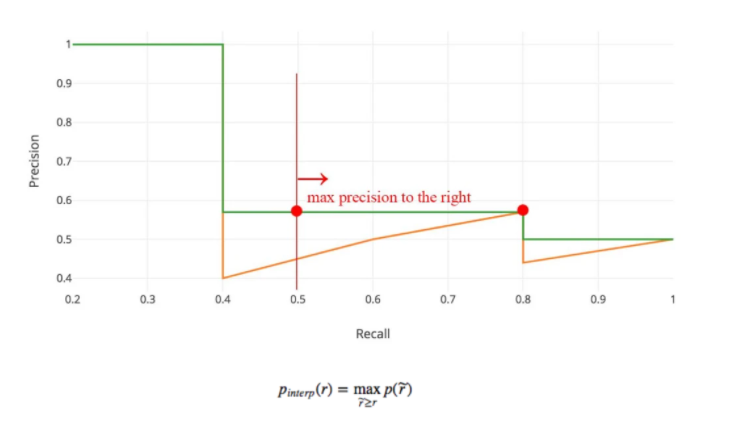 1
0.9
0.8
0.7
0.6
0.5
0.4
Precision
max precision to the right
0.2 0.3 0.4 0.5 0.6 0.7 0.8 0.9 1
Recall
p_interp(r) = max p(r̃)
r̃≥r